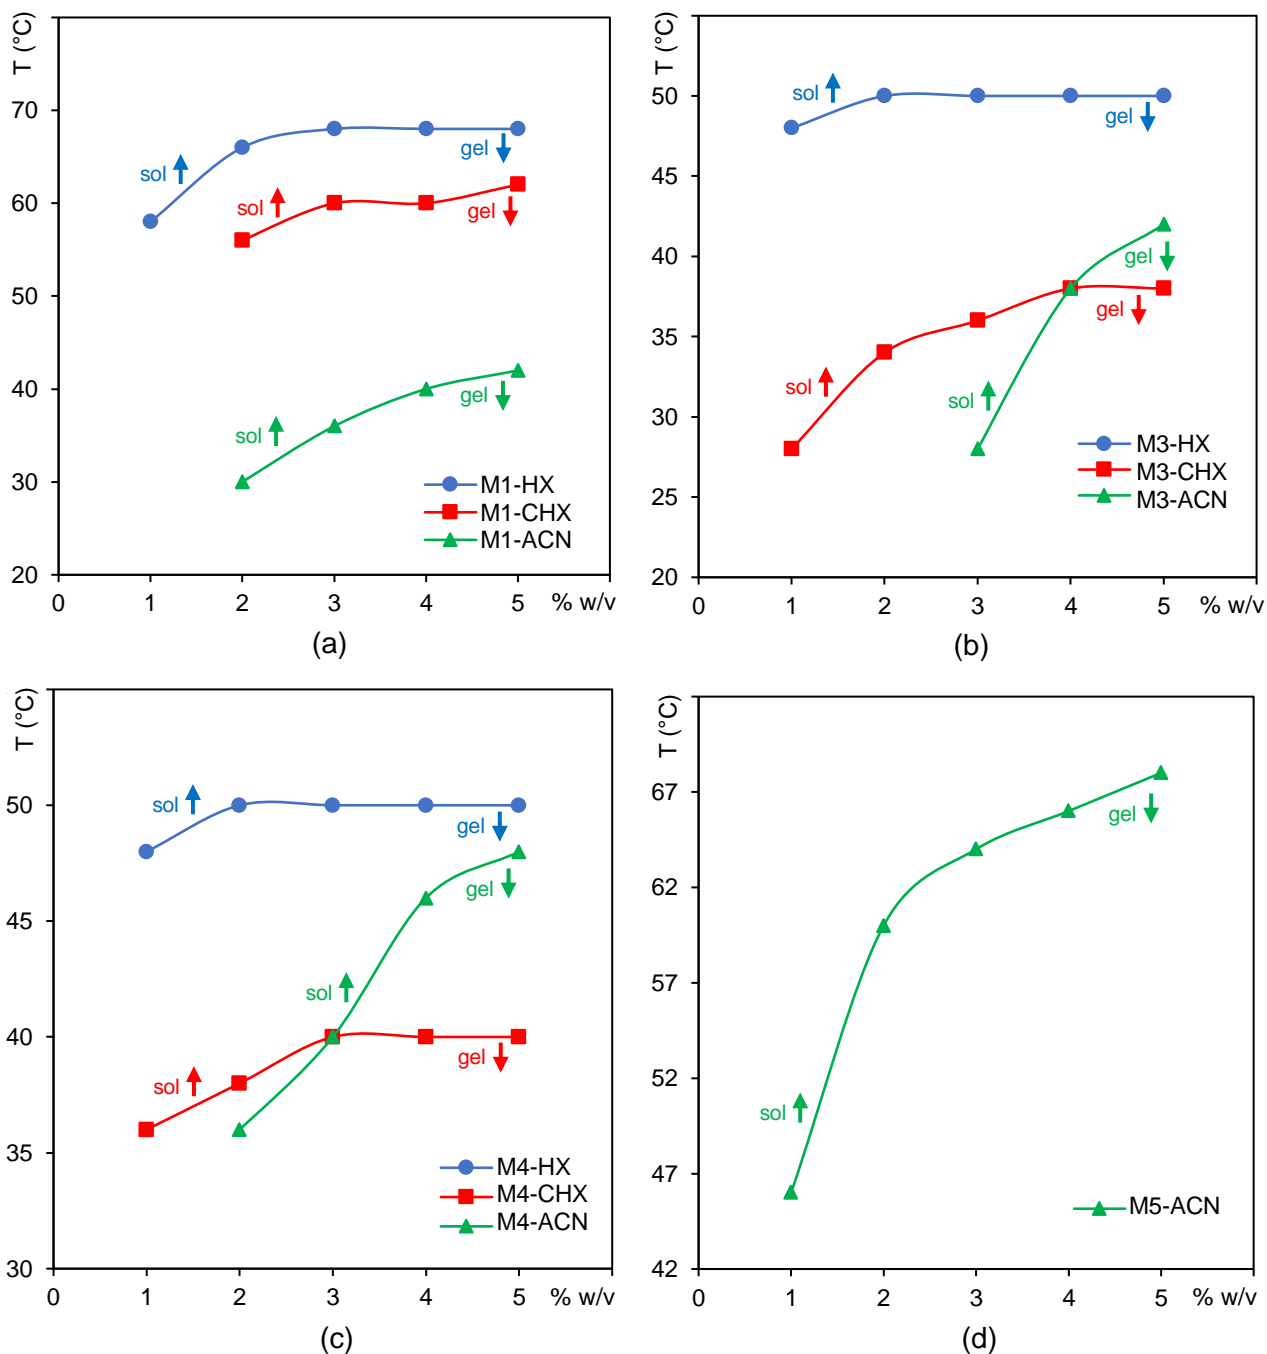 T (°C)
70
60
50
40
30
20
sol
gel
sol
gel
sol
gel
M1-HX
M1-CHX
M1-ACN
0 1 2 3 4 5 % w/v
(a)
T (°C)
50
45
40
35
30
25
20
sol
gel
gel
gel
sol
sol
M3-HX
M3-CHX
M3-ACN
0 1 2 3 4 5 % w/v
(b)
T (°C)
50
45
40
35
30
sol
gel
gel
sol
gel
sol
M4-HX
M4-CHX
M4-ACN
0 1 2 3 4 5 % w/v
(c)
T (°C)
67
62
57
52
47
42
gel
sol
M5-ACN
0 1 2 3 4 5 % w/v
(d)